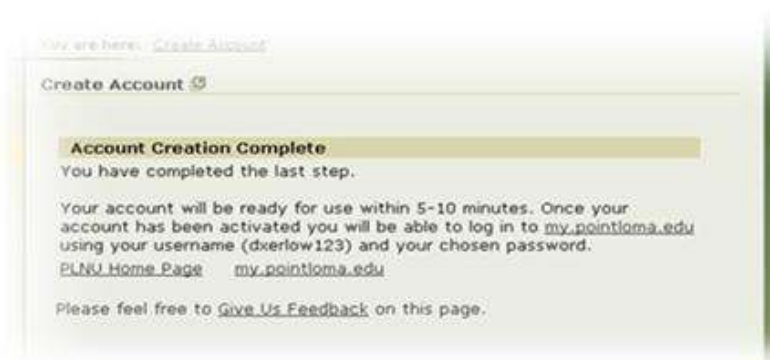 You are here: Create Account
Create Account
Account Creation Complete
You have completed the last step.
Your account will be ready for use within 5-10 minutes. Once your
account has been activated you will be able to log in to my.pointloma.edu
using your username (dxerlow123) and your chosen password.
PLNU Home Page my.pointloma.edu
Please feel free to Give Us Feedback on this page.